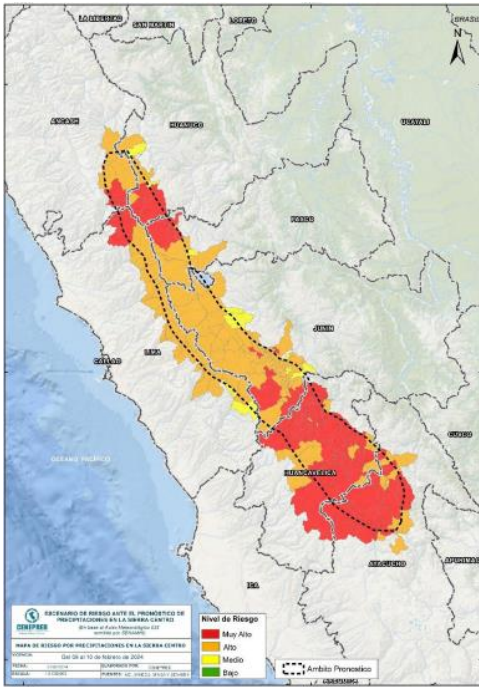 LA LIBERTAD
SAN MARTIN
LORETO
BRASIL
N
ANCASH
HUANUCO
UCAYALI
PASCO
JUNIN
LIMA
CALLAO
CUSCO
OCEANO PACIFICO
HUANCAVELICA
APURIMAC
AYACUCHO
ICA
CENEPRED
ESCENARIO DE RIESGO ANTE EL PRONÓSTICO DE
PRECIPITACIONES EN LA SIERRA CENTRO
MAPA DE RIESGO POR PRECIPITACIONES EN LA SIERRA CENTRO
Del 09 al 10 de febrero de 2024
Nivel de Riesgo
Muy Alto
Alto
Medio
Bajo
Ambito Pronostico